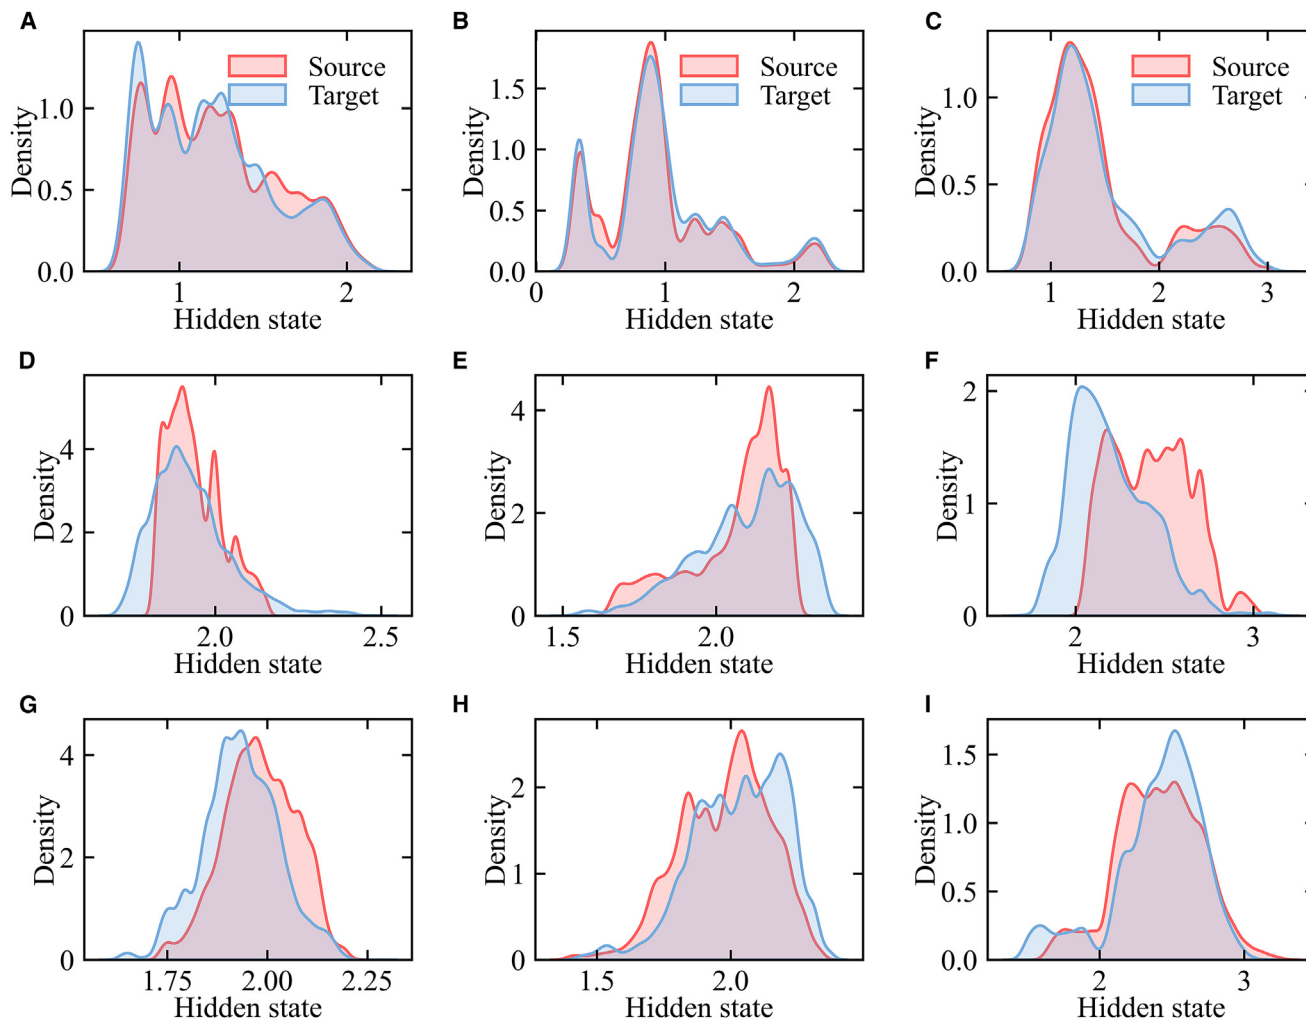 A
Density
1.0
0.5
0.0
Source
Target
1
2
Hidden state
B
Density
1.5
1.0
0.5
0.0
Source
Target
0
1
2
Hidden state
C
Density
1.0
0.5
0.0
Source
Target
1
2
3
Hidden state
D
Density
4
2
0
2.0
2.5
Hidden state
E
Density
4
2
0
1.5
2.0
Hidden state
F
Density
2
1
0
2
3
Hidden state
G
Density
4
2
0
1.75
2.00
2.25
Hidden state
H
Density
2
1
0
1.5
2.0
Hidden state
I
Density
1.5
1.0
0.5
0.0
2
3
Hidden state